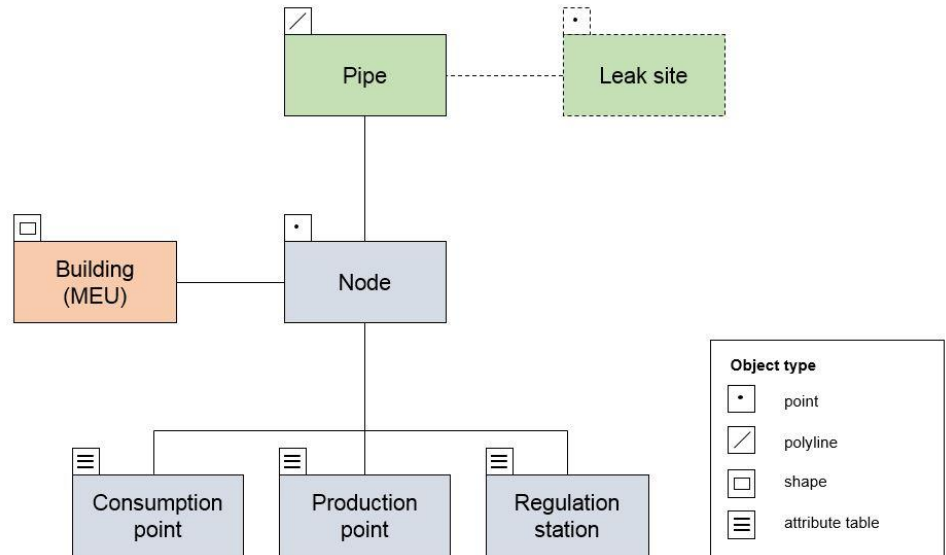 Pipe
Leak site
Building
(MEU)
Node
Consumption
point
Production
point
Regulation
station
Object type
point
polyline
shape
attribute table